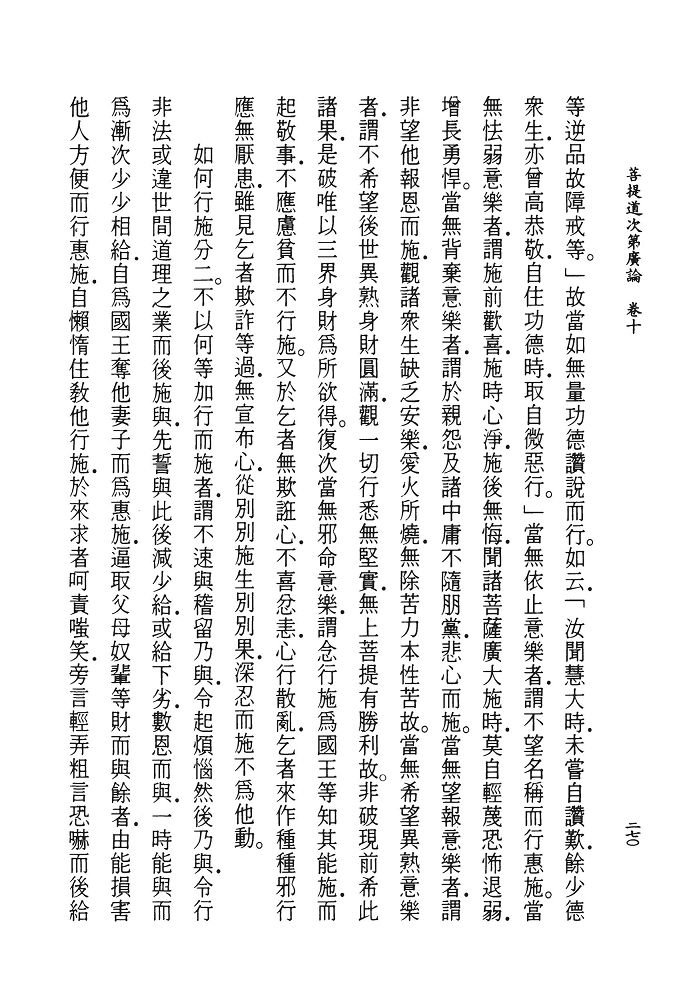 菩提道次第廣論　卷十
二七〇
等逆品故障戒等。」故當如無量功德讚說而行。如云.「汝聞慧大時.未嘗自讚歎.餘少德
衆生.亦曾高恭敬.自住功德時.取自微惡行。」當無依止意樂者.謂不望名稱而行惠施。當
無怯弱意樂者.謂施前歡喜.施時心淨.施後無悔.聞諸菩薩廣大施時.莫自輕蔑恐怖退弱.
增長勇悍。當無背棄意樂者.謂於親怨及諸中庸不隨朋黨.悲心而施。當無望報意樂者.謂
非望他報恩而施.觀諸衆生缺乏安樂.愛火所燒.無除苦力本性苦故。當無希望異熟意樂
者.謂不希望後世異熟身財圓滿.觀一切行悉無堅實.無上菩提有勝利故。非破現前希此
諸果.是破唯以三界身財爲所欲得。復次當無邪命意樂.謂念行施爲國王等知其能施.而
起敬事.不應慮貧而不行施。又於乞者無欺誑心.不喜忿恚.心行散亂.乞者來作種種邪行
應無厭患.雖見乞者欺詐等過.無宣布心.從別別施生別別果.深忍而施不爲他動。
如何行施分二。不以何等加行而施者.謂不速與稽留乃與.令起煩惱然後乃與.令行
非法或違世間道理之業而後施與.先誓與此後減少給.或給下劣.數恩而與.一時能與而
爲漸次少少相給.自爲國王奪他妻子而爲惠施.逼取父母奴輩等財而與餘者.由能損害
他人方便而行惠施.自懶惰住敎他行施.於來求者呵責嗤笑.旁言輕弄粗言恐嚇而後給